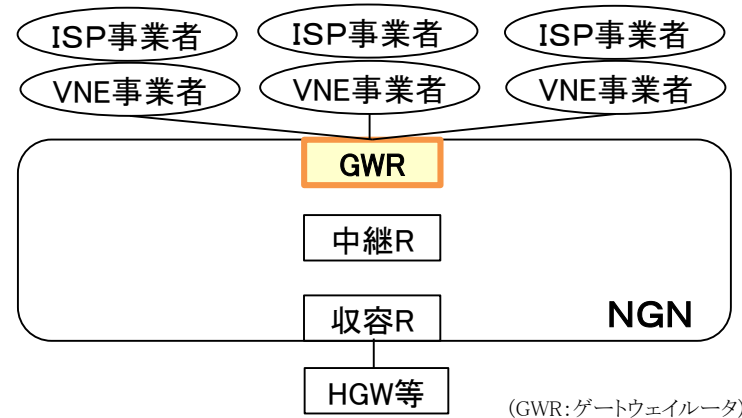 ISP事業者 ISP事業者 ISP事業者
VNE事業者 VNE事業者 VNE事業者
GWR
中継R
収容R
NGN
HGW等
(GWR:ゲートウェイルータ)